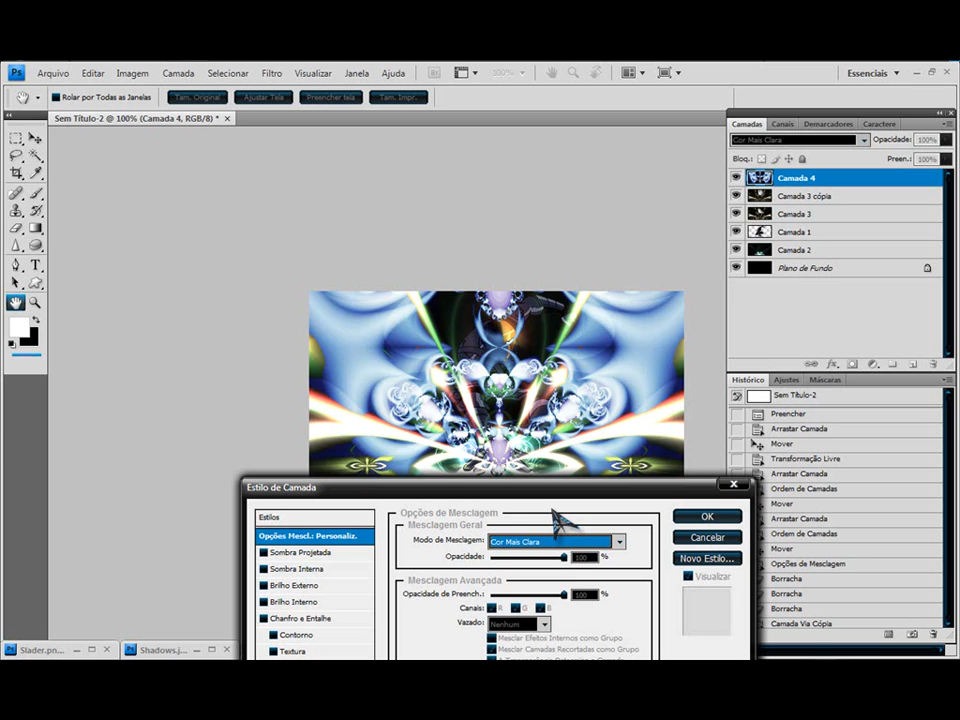 Ps Arquivo Editar Imagem Camada Selecionar Filtro Visualizar Janela Ajuda Br 100% Essenciais
Rolar por Todas as Janelas Tam. Original Ajustar Tela Preencher tela Tam. Impr.
Sem Título-2 @ 100% (Camada 4, RGB/8) *
Camadas Canais Demarcadores Caractere
Cor Mais Clara Opacidade: 100%
Bloq.: Preen.: 100%
Camada 4
Camada 3 cópia
Camada 3
Camada 1
Camada 2
Plano de Fundo
Histórico Ajustes Máscaras
Sem Título-2
Preencher
Arrastar Camada
Mover
Transformação Livre
Arrastar Camada
Ordem de Camadas
Mover
Arrastar Camada
Ordem de Camadas
Mover
Opções de Mesclagem
Borracha
Borracha
Borracha
Camada Via Cópia
Estilo de Camada
Estilos
Opções Mescl.: Personaliz.
Sombra Projetada
Sombra Interna
Brilho Externo
Brilho Interno
Chanfro e Entalhe
Contorno
Textura
Opções de Mesclagem
Mesclagem Geral
Modo de Mesclagem: Cor Mais Clara
Opacidade: 100 %
Mesclagem Avançada
Opacidade de Preench.: 100 %
Canais: R G B
Vazado: Nenhum
Mesclar Efeitos Internos como Grupo
Mesclar Camadas Recortadas como Grupo
OK
Cancelar
Novo Estilo...
Visualizar
Ps Slader.pn...
Ps Shadows.j...